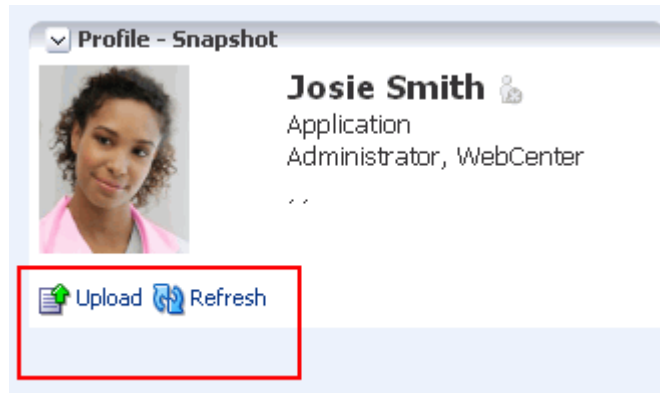 Profile - Snapshot
Josie Smith
Application
Administrator, WebCenter
, ,
Upload Refresh